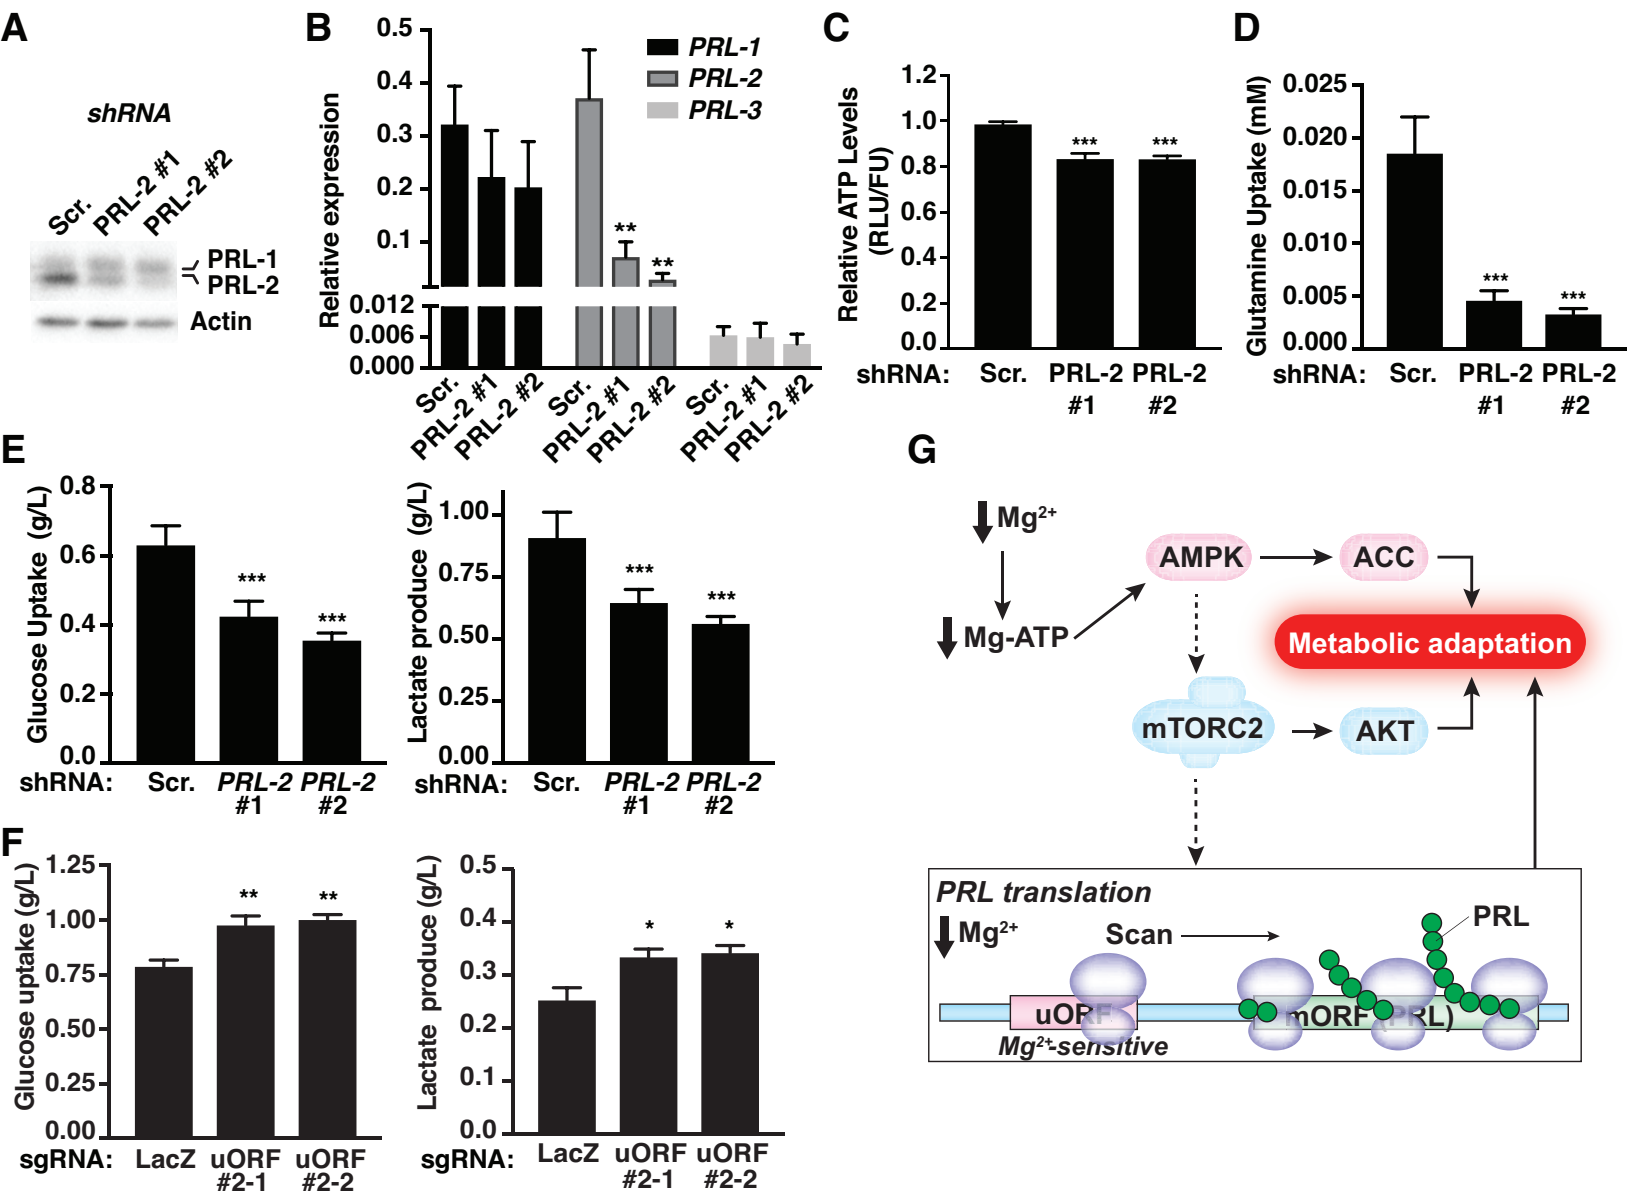 A
shRNA
Scr.
PRL-2 #1
PRL-2 #2
PRL-1
PRL-2
Actin
B
Relative expression
0.5
0.4
0.3
0.2
0.1
0.012
0.006
0.000
PRL-1
PRL-2
PRL-3
**
**
Scr.
PRL-2 #1
PRL-2 #2
Scr.
PRL-2 #1
PRL-2 #2
Scr.
PRL-2 #1
PRL-2 #2
C
Relative ATP Levels
(RLU/FU)
1.2
1.0
0.8
0.6
0.4
0.2
0.0
***
***
shRNA: Scr. PRL-2 PRL-2
#1 #2
D
Glutamine Uptake (mM)
0.025
0.020
0.015
0.010
0.005
0.000
***
***
shRNA: Scr. PRL-2 PRL-2
#1 #2
E
Glucose Uptake (g/L)
0.8
0.6
0.4
0.2
0.0
***
***
shRNA: Scr. PRL-2 PRL-2
#1 #2
Lactate produce (g/L)
1.00
0.75
0.50
0.25
0.00
***
***
shRNA: Scr. PRL-2 PRL-2
#1 #2
F
Glucose uptake (g/L)
1.25
1.00
0.75
0.50
0.25
0.00
**
**
sgRNA: LacZ uORF uORF
#2-1 #2-2
Lactate produce (g/L)
0.5
0.4
0.3
0.2
0.1
0.0
*
*
sgRNA: LacZ uORF uORF
#2-1 #2-2
G
Mg2+
Mg-ATP
AMPK
ACC
Metabolic adaptation
mTORC2
AKT
PRL translation
Mg2+
Scan
PRL
uORF
mORF (PRL)
Mg2+-sensitive